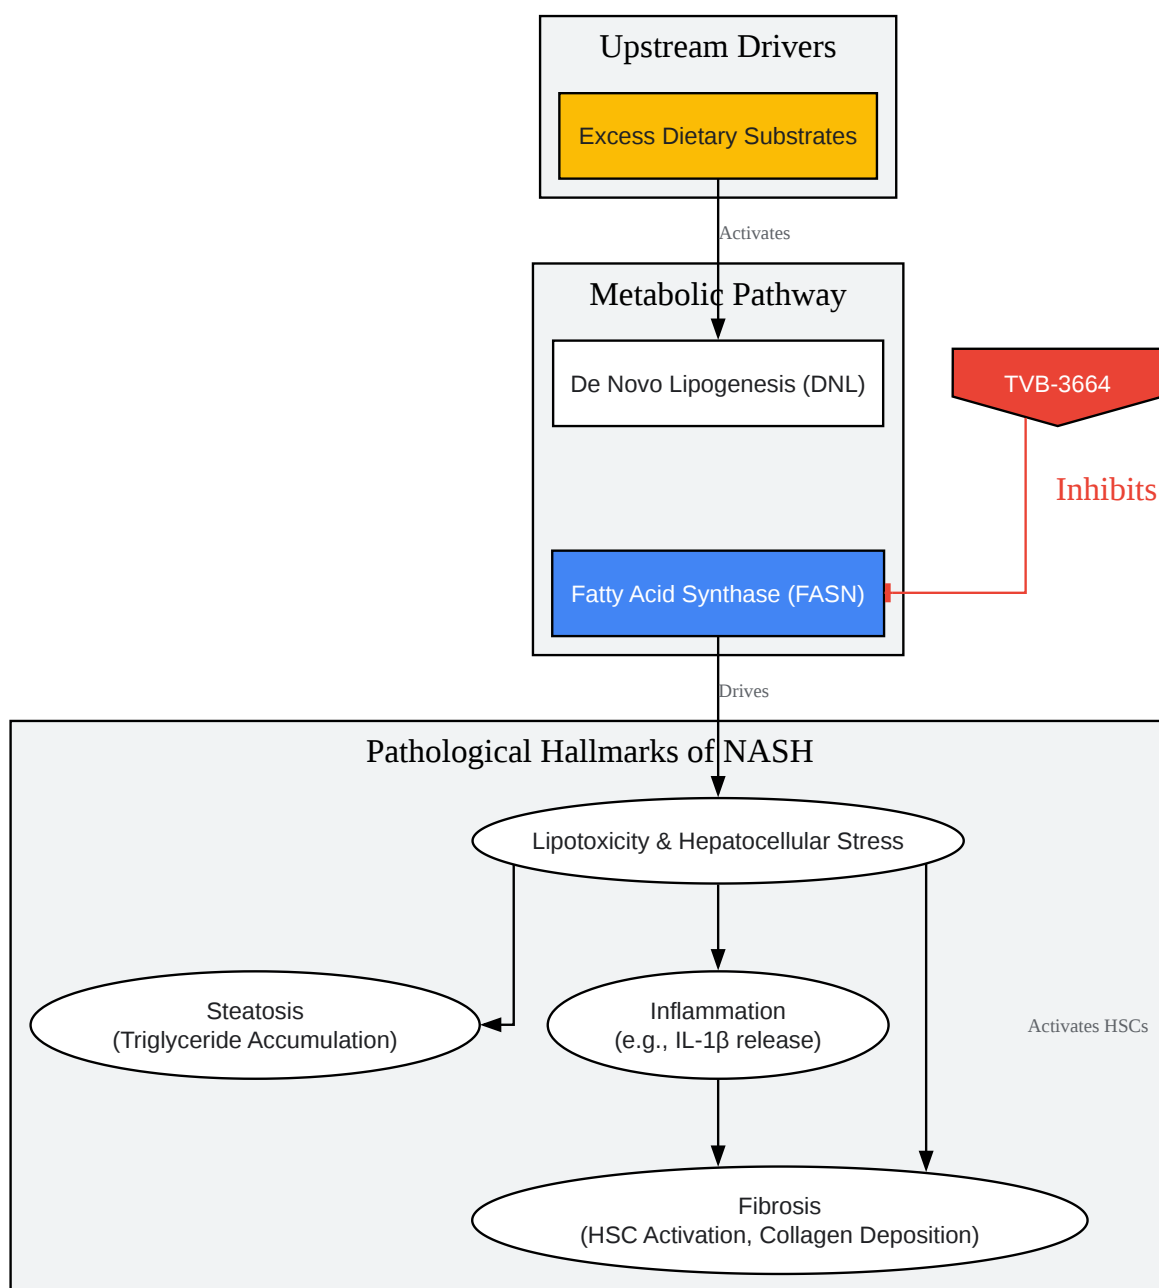 Upstream Drivers
Excess Dietary Substrates
Activates
Metabolic Pathway
De Novo Lipogenesis (DNL)
TVB-3664
Inhibits
Fatty Acid Synthase (FASN)
Drives
Pathological Hallmarks of NASH
Lipotoxicity & Hepatocellular Stress
Steatosis
(Triglyceride Accumulation)
Inflammation
(e.g., IL-1β release)
Activates HSCs
Fibrosis
(HSC Activation, Collagen Deposition)